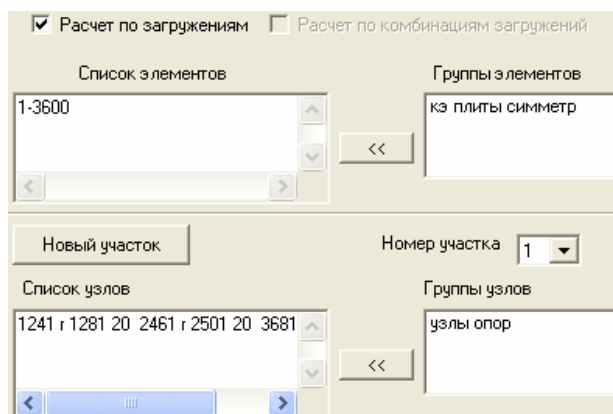 Расчет по загружениям Расчет по комбинациям загружений
Список элементов Группы элементов
1-3600 кэ плиты симметр
<<
Новый участок Номер участка 1
Список узлов Группы узлов
1241 r 1281 20 2461 r 2501 20 3681 узлы опор
<<